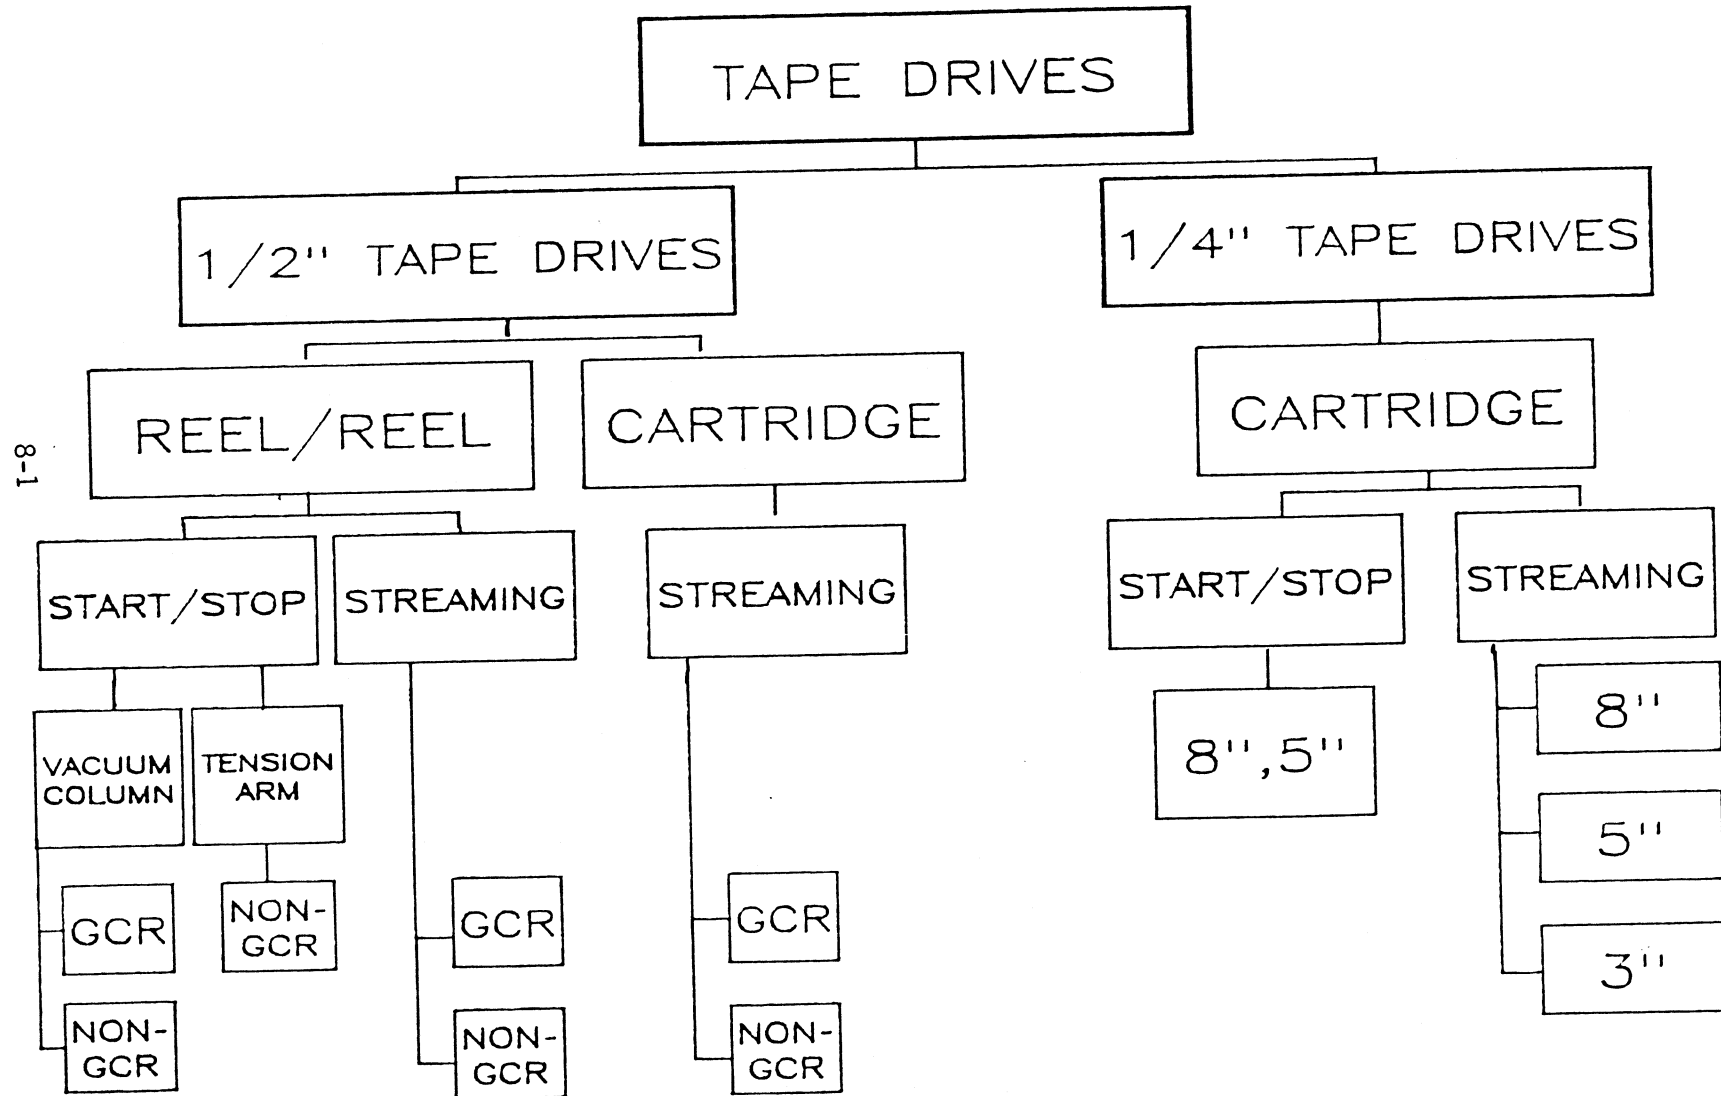 TAPE DRIVES
1/2" TAPE DRIVES
1/4" TAPE DRIVES
REEL/REEL
CARTRIDGE
CARTRIDGE
8-1
START/STOP
STREAMING
STREAMING
START/STOP
STREAMING
VACUUM
COLUMN
TENSION
ARM
8",5"
8"
5"
3"
GCR
NON-
GCR
GCR
GCR
NON-
GCR
NON-
GCR
NON-
GCR